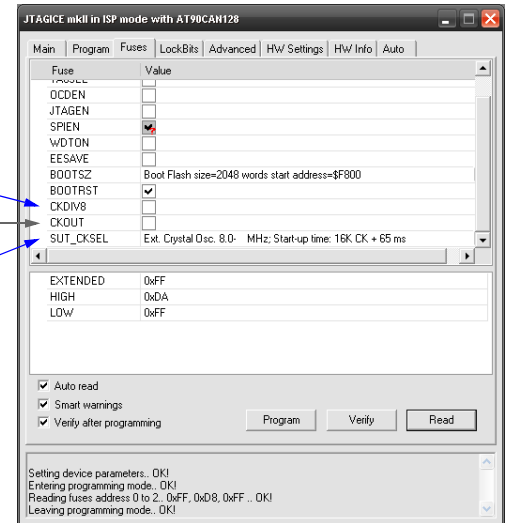 JTAGICE mkII in ISP mode with AT90CAN128
Main Program Fuses LockBits Advanced HW Settings HW Info Auto
Fuse Value
OCDEN
JTAGEN
SPIEN
WDTON
EESAVE
BOOTSZ Boot Flash size=2048 words start address=$F800
BOOTRST
CKDIV8
CKOUT
SUT_CKSEL Ext. Crystal Osc. 8.0- MHz; Start-up time: 16K CK + 65 ms
EXTENDED 0xFF
HIGH 0xDA
LOW 0xFF
Auto read
Smart warnings
Verify after programming
Program Verify Read
Setting device parameters.. OK!
Entering programming mode.. OK!
Reading fuses address 0 to 2.. 0xFF, 0xD8, 0xFF .. OK!
Leaving programming mode.. OK!